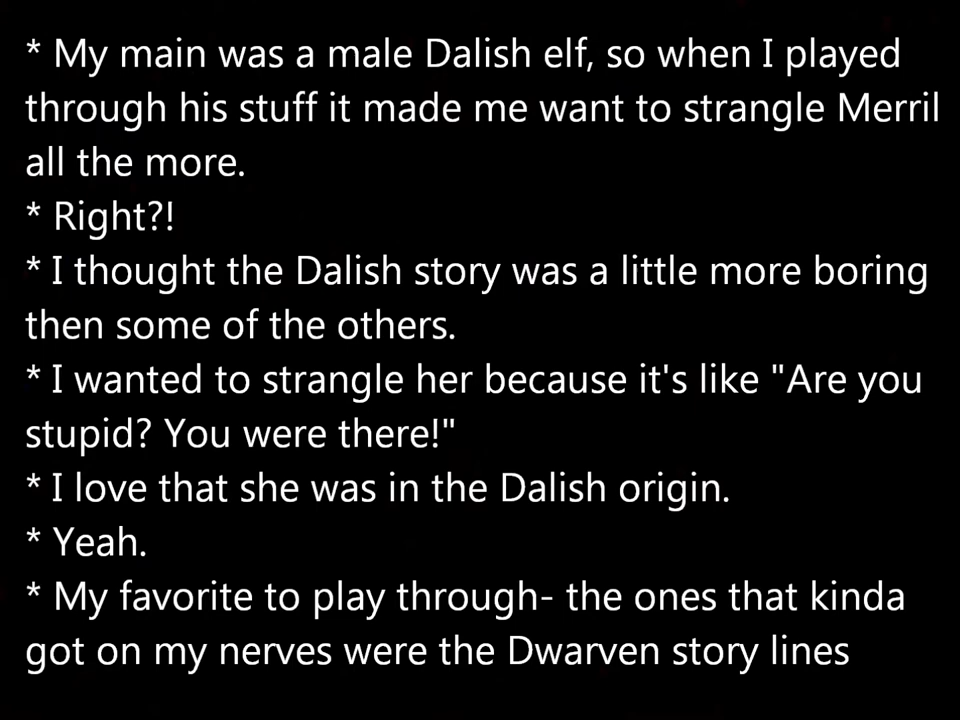 * My main was a male Dalish elf, so when I played
through his stuff it made me want to strangle Merril
all the more.
* Right?!
* I thought the Dalish story was a little more boring
then some of the others.
* I wanted to strangle her because it's like "Are you
stupid? You were there!"
* I love that she was in the Dalish origin.
* Yeah.
* My favorite to play through- the ones that kinda
got on my nerves were the Dwarven story lines